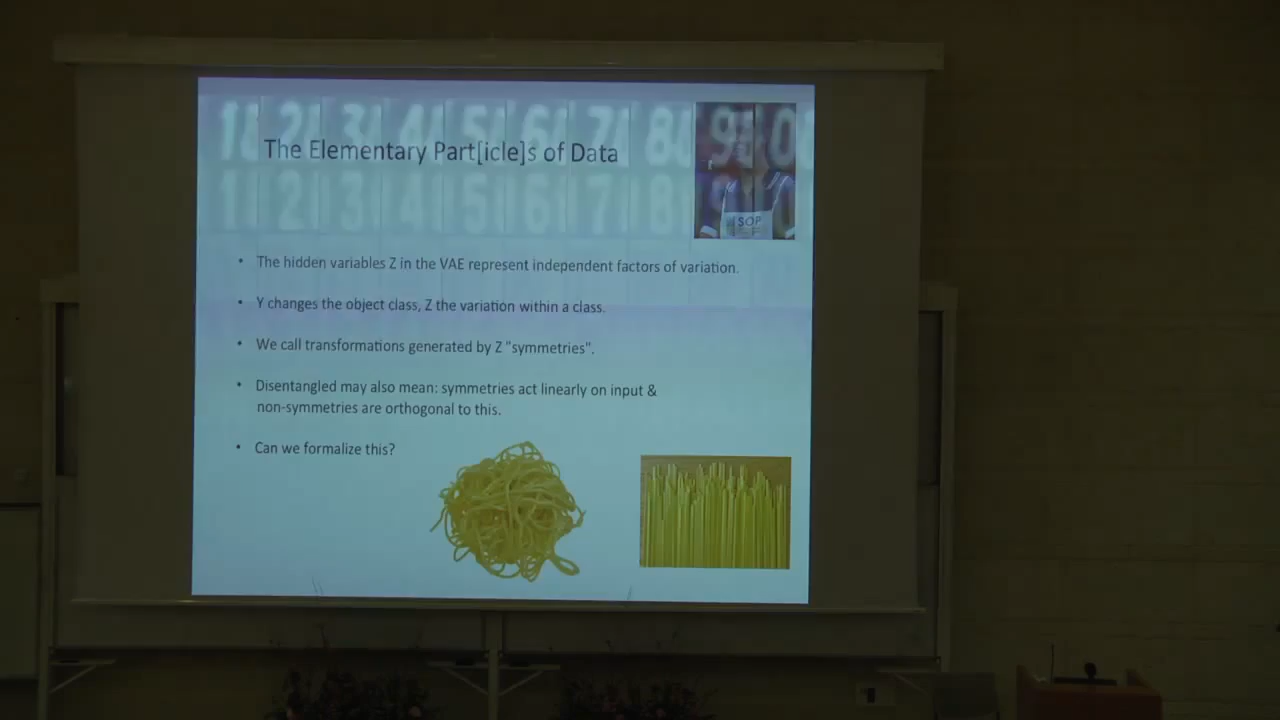 The Elementary Part[icle]s of Data
SOP
• The hidden variables Z in the VAE represent independent factors of variation.
• Y changes the object class, Z the variation within a class.
• We call transformations generated by Z "symmetries".
• Disentangled may also mean: symmetries act linearly on input &
non-symmetries are orthogonal to this.
• Can we formalize this?